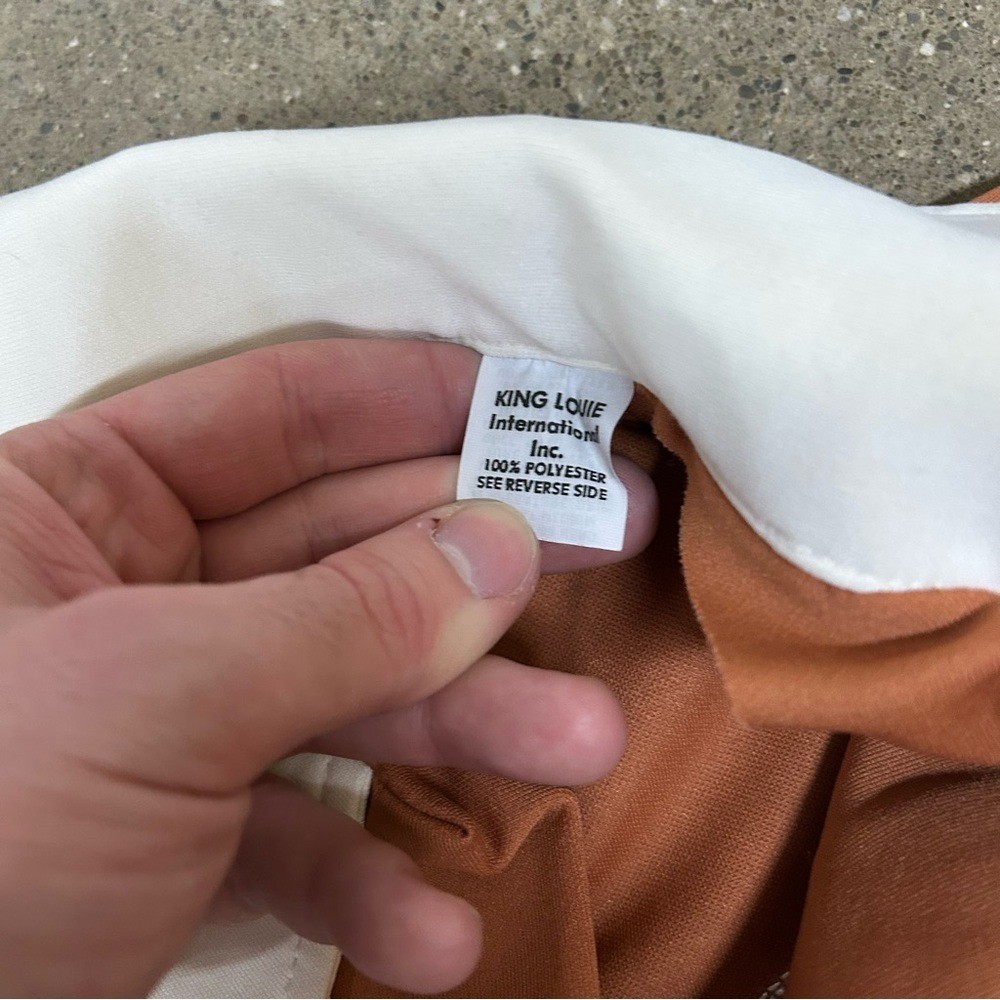 KING LOUIE
International
Inc.
100% POLYESTER
SEE REVERSE SIDE